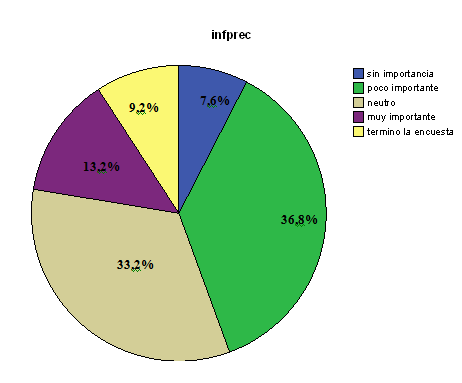 infprec
sin importancia
poco importante
neutro
muy importante
termino la encuesta
9,2%
7,6%
13,2%
36,8%
33,2%